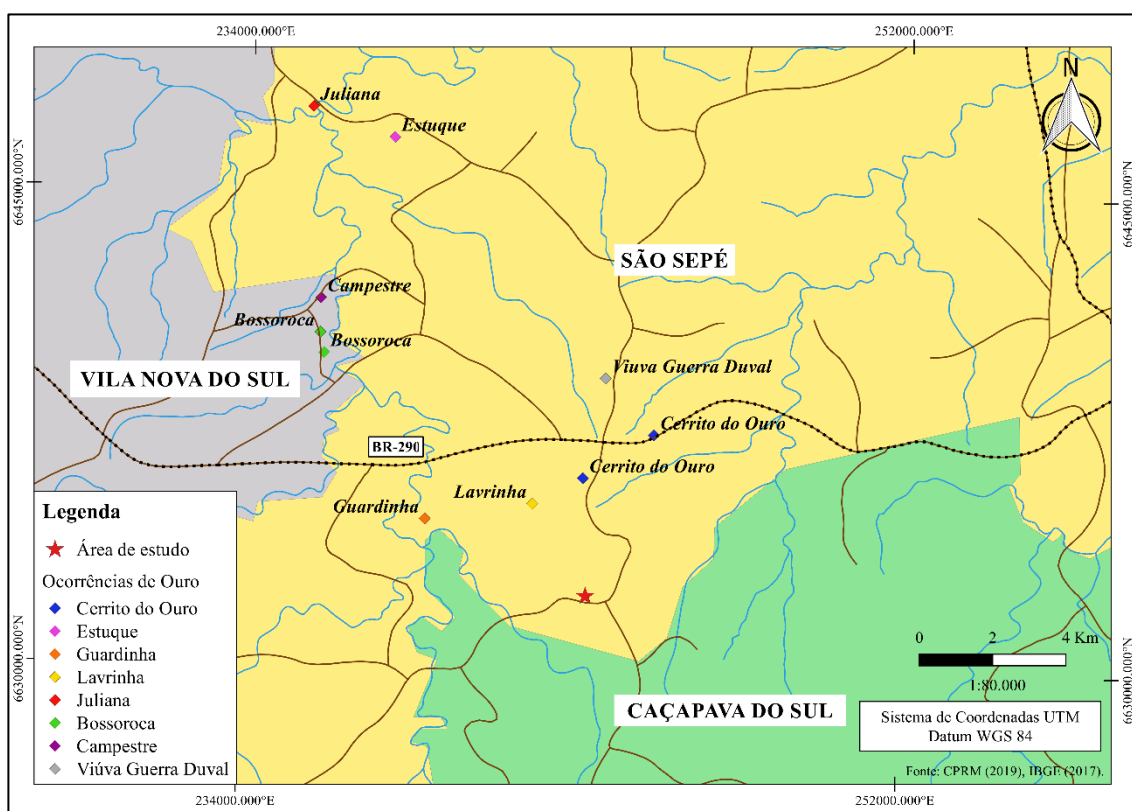 234000.000°E
252000.000°E
N
Juliana
Estuque
6645000.000°N
6645000.000°N
SÃO SEPÉ
Campestre
Bossoroca
Bossoroca
VILA NOVA DO SUL
Viuva Guerra Duval
Cerrito do Ouro
BR-290
Cerrito do Ouro
Lavrinha
Guardinha
Legenda
Área de estudo
Ocorrências de Ouro
Cerrito do Ouro
Estuque
Guardinha
Lavrinha
Juliana
Bossoroca
Campestre
Viúva Guerra Duval
6630000.000°N
6630000.000°N
0 2 4 Km
1:80.000
CAÇAPAVA DO SUL
Sistema de Coordenadas UTM
Datum WGS 84
Fonte: CPRM (2019), IBGE (2017).
234000.000°E
252000.000°E